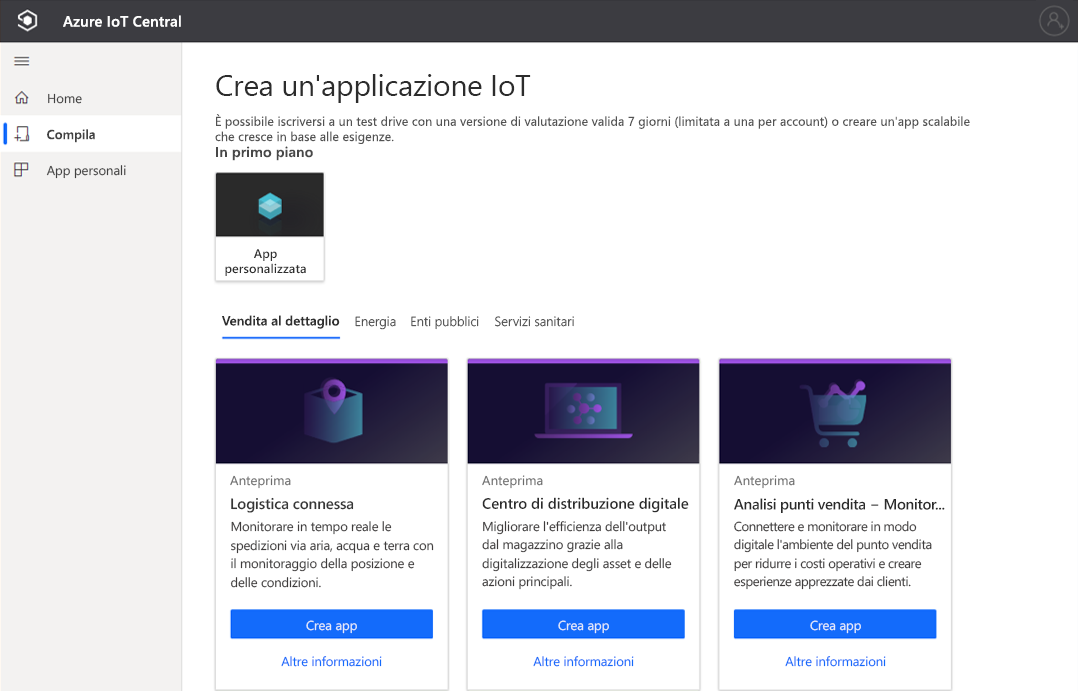 Azure IoT Central
Home
Compila
App personali
Crea un'applicazione IoT
È possibile iscriversi a un test drive con una versione di valutazione valida 7 giorni (limitata a una per account) o creare un'app scalabile
che cresce in base alle esigenze.
In primo piano
App
personalizzata
Vendita al dettaglio Energia Enti pubblici Servizi sanitari
Anteprima
Logistica connessa
Monitorare in tempo reale le
spedizioni via aria, acqua e terra con
il monitoraggio della posizione e
delle condizioni.
Crea app
Altre informazioni
Anteprima
Centro di distribuzione digitale
Migliorare l'efficienza dell'output
dal magazzino grazie alla
digitalizzazione degli asset e delle
azioni principali.
Crea app
Altre informazioni
Anteprima
Analisi punti vendita – Monitor...
Connettere e monitorare in modo
digitale l'ambiente del punto vendita
per ridurre i costi operativi e creare
esperienze apprezzate dai clienti.
Crea app
Altre informazioni